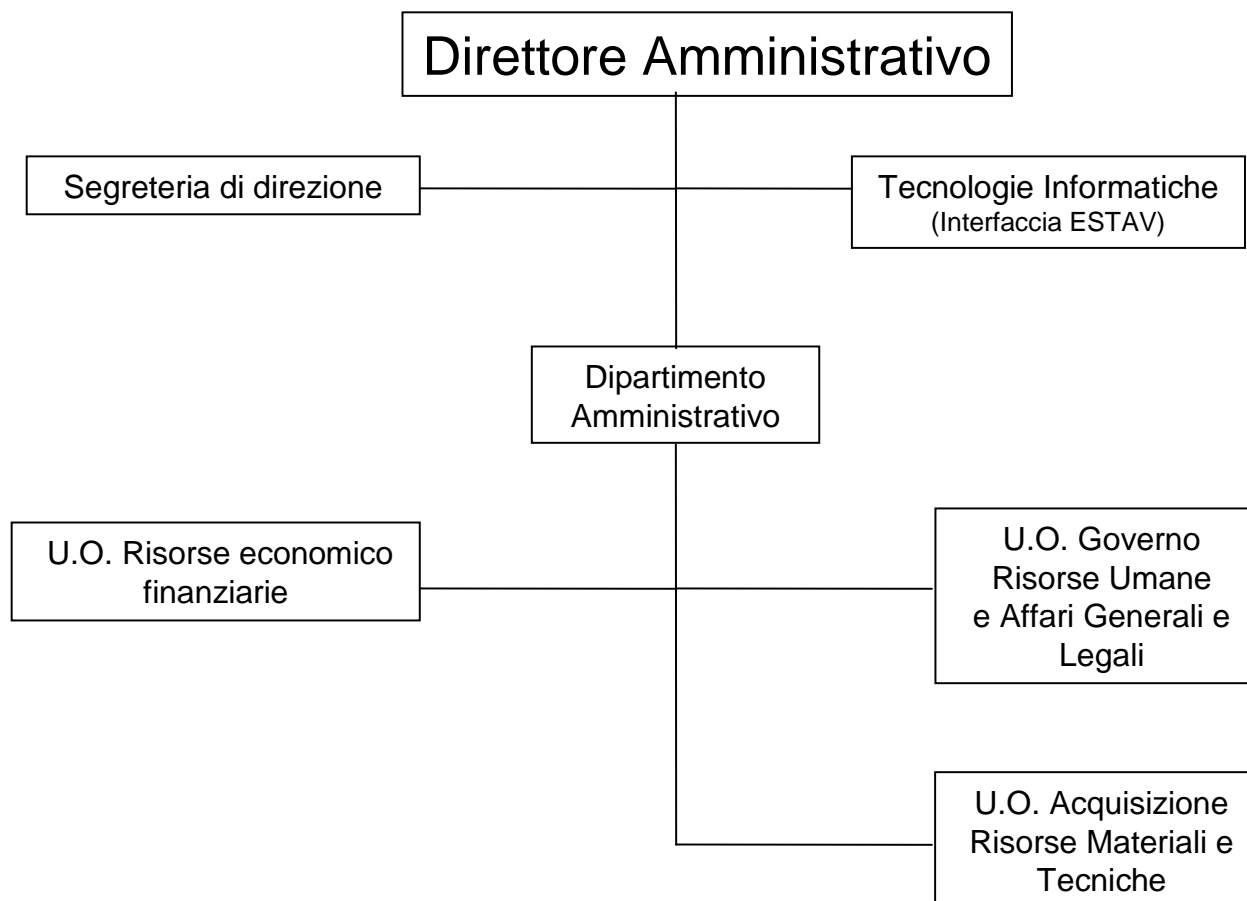 Direttore Amministrativo
Segreteria di direzione
Tecnologie Informatiche
(Interfaccia ESTAV)
Dipartimento
Amministrativo
U.O. Risorse economico
finanziarie
U.O. Governo
Risorse Umane
e Affari Generali e
Legali
U.O. Acquisizione
Risorse Materiali e
Tecniche